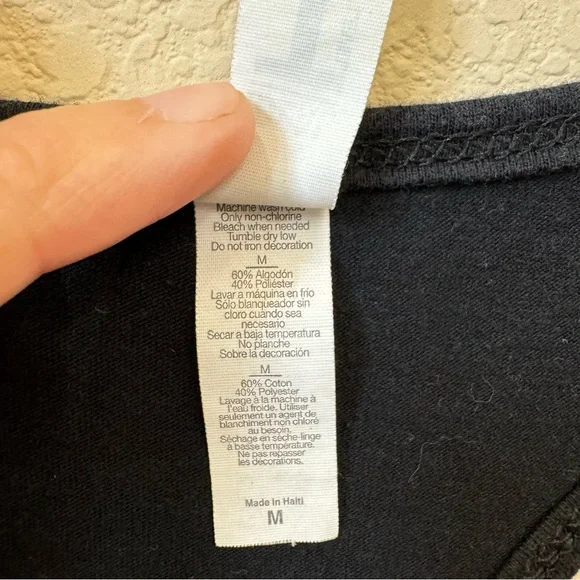 Machine wash cold
Only non-chlorine
Bleach when needed
Tumble dry low
Do not iron decoration
M
60% Algodón
40% Poliéster
Lavar a máquina en frío
Sólo blanqueador sin
cloro cuando sea
necesario
Secar a baja temperatura
No planche
Sobre la decoración
M
60% Coton
40% Polyester
Lavage à la machine à
l'eau froide. Utiliser
seulement un agent de
blanchiment non chloré
au besoin.
Séchage en sèche-linge
à basse température.
Ne pas repasser
les décorations.
Made in Haiti
M